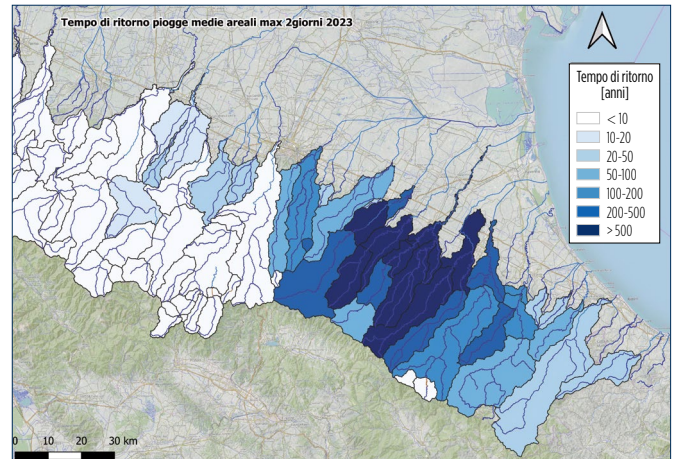 Tempo di ritorno piogge medie areali max 2giorni 2023
Tempo di ritorno
[anni]
< 10
10-20
20-50
50-100
100-200
200-500
> 500
0 10 20 30 km